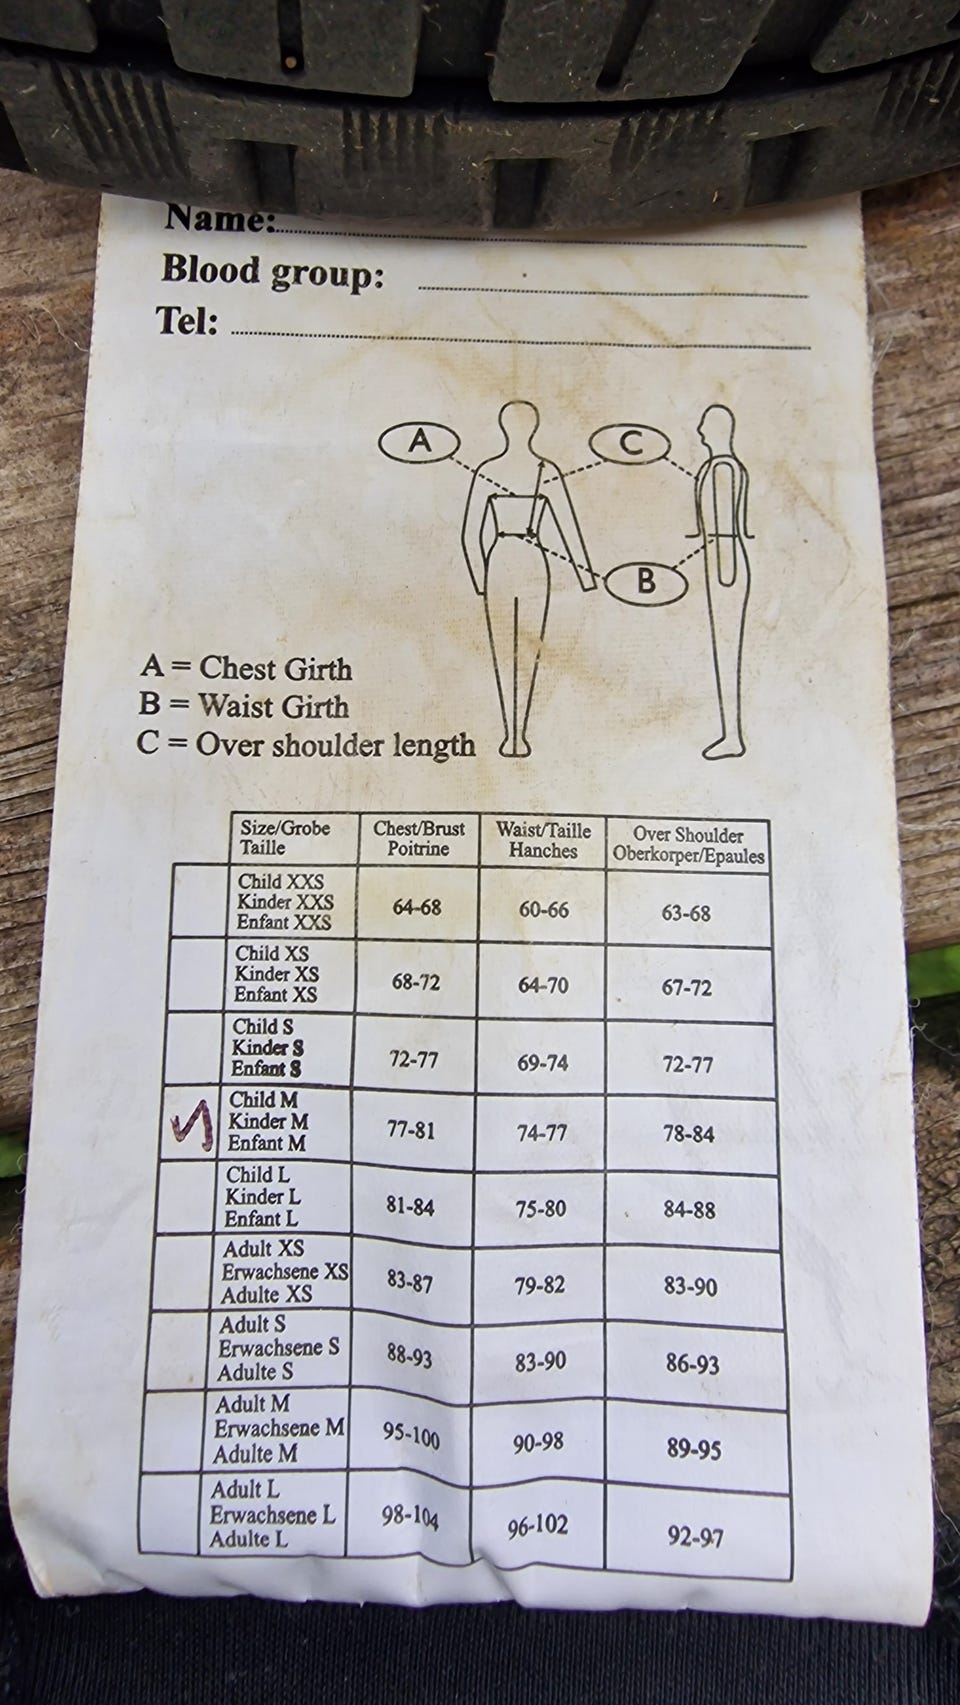 Name:
Blood group:
Tel:
A C
B
A = Chest Girth
B = Waist Girth
C = Over shoulder length
Size/Grobe Chest/Brust Waist/Taille Over Shoulder
Taille Poitrine Hanches Oberkorper/Epaules
Child XXS
Kinder XXS 64-68 60-66 63-68
Enfant XXS
Child XS
Kinder XS 68-72 64-70 67-72
Enfant XS
Child S
Kinder S 72-77 69-74 72-77
Enfant S
Child M
Kinder M 77-81 74-77 78-84
Enfant M
Child L
Kinder L 81-84 75-80 84-88
Enfant L
Adult XS
Erwachsene XS 83-87 79-82 83-90
Adulte XS
Adult S
Erwachsene S 88-93 83-90 86-93
Adulte S
Adult M
Erwachsene M 95-100 90-98 89-95
Adulte M
Adult L
Erwachsene L 98-104 96-102 92-97
Adulte L